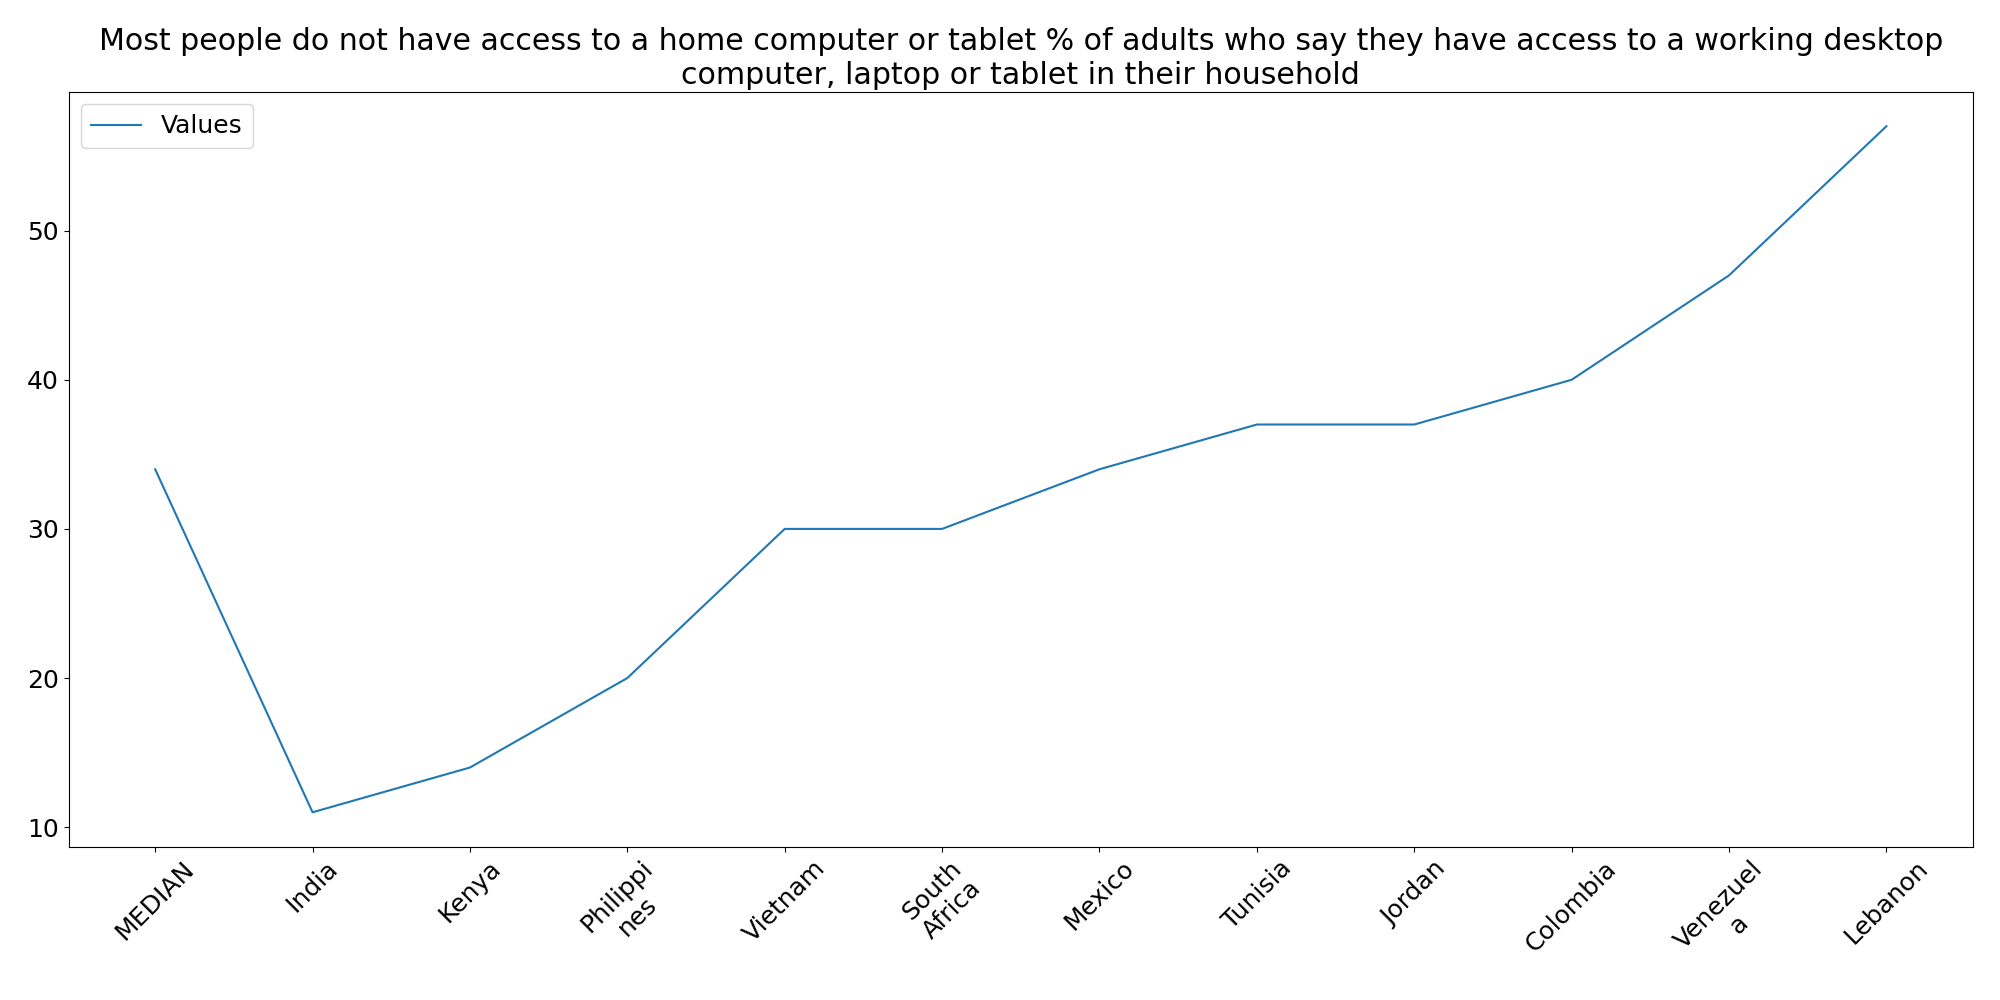 Most people do not have access to a home computer or tablet % of adults who say they have access to a working desktop
computer, laptop or tablet in their household
Values
50
40
30
20
10
MEDIAN
India
Kenya
Philippi
nes
Vietnam
South
Africa
Mexico
Tunisia
Jordan
Colombia
Venezuel
a
Lebanon